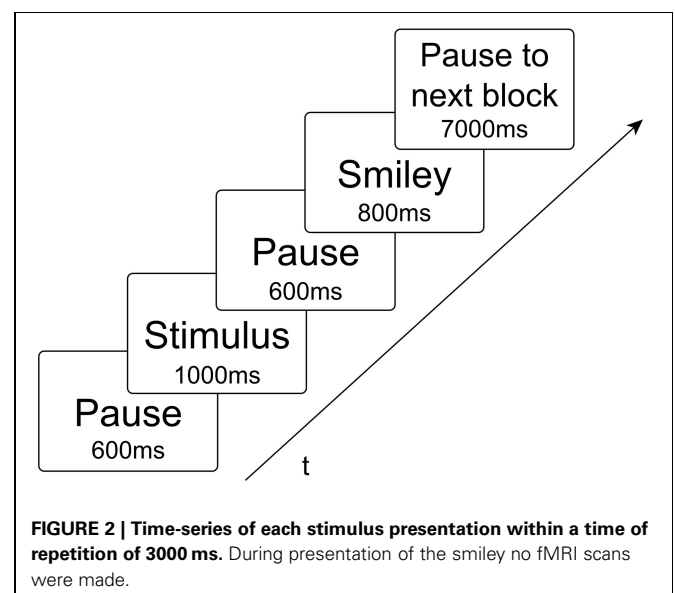 Pause to
next block
7000ms
Smiley
800ms
Pause
600ms
Stimulus
1000ms
Pause
600ms
t
FIGURE 2 | Time-series of each stimulus presentation within a time of
repetition of 3000 ms. During presentation of the smiley no fMRI scans
were made.